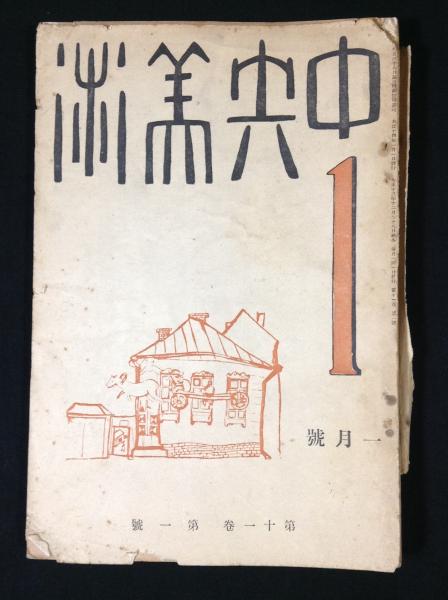 中央美術
1
一月號
第十一卷 第一號